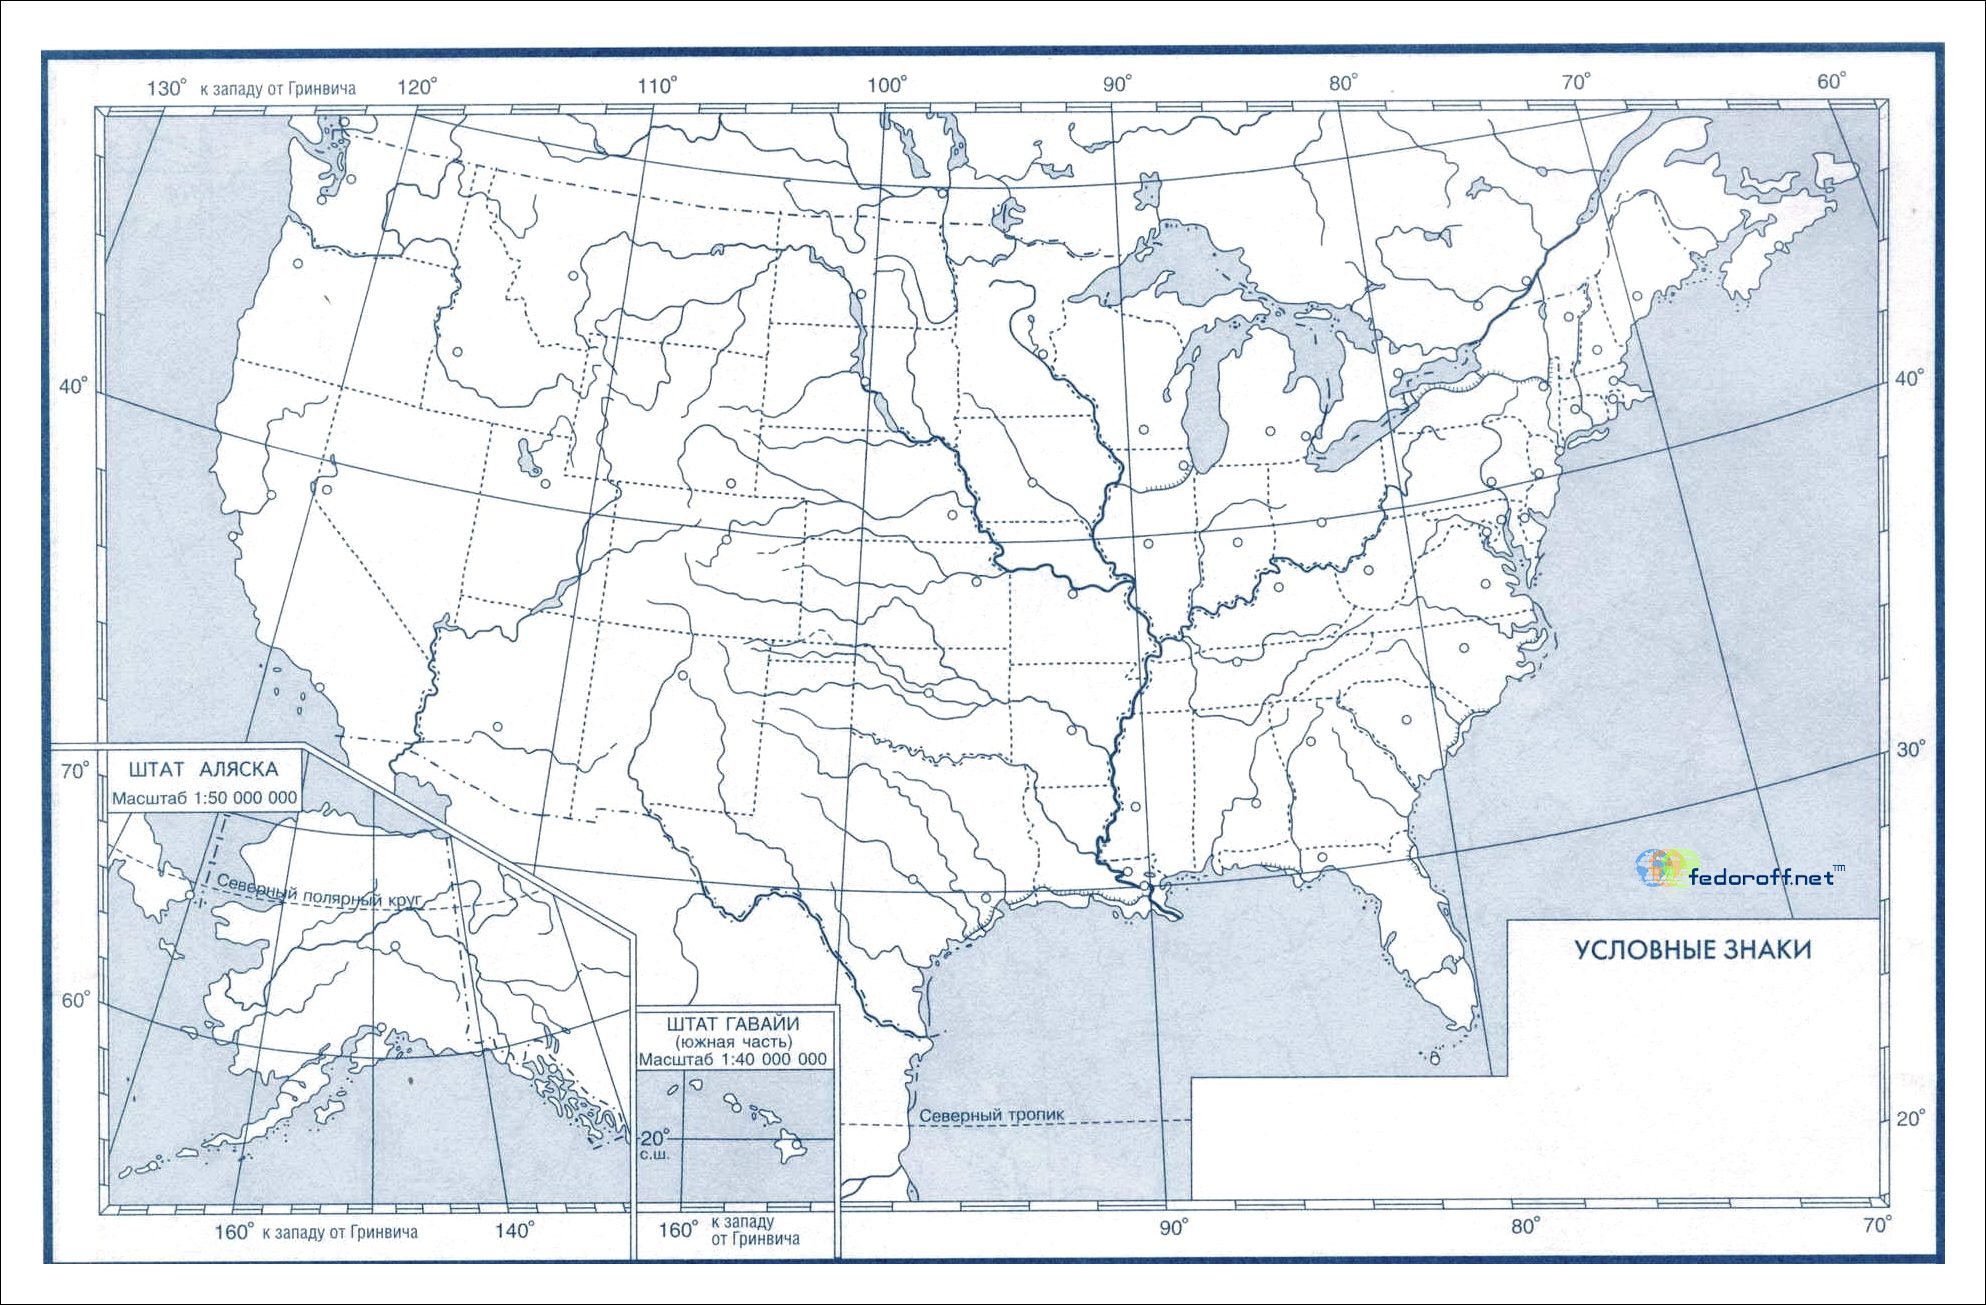 130° к западу от Гринвича 120° 110° 100° 90° 80° 70° 60°
40° 40°
30°
ШТАТ АЛЯСКА
Масштаб 1:50 000 000
70°
Северный полярный круг
60°
fedoroff.net™
УСЛОВНЫЕ ЗНАКИ
ШТАТ ГАВАЙИ
(южная часть)
Масштаб 1:40 000 000
20°
с.ш.
Северный тропик
20°
160° к западу от Гринвича 140°
160° к западу
от Гринвича
90° 80° 70°